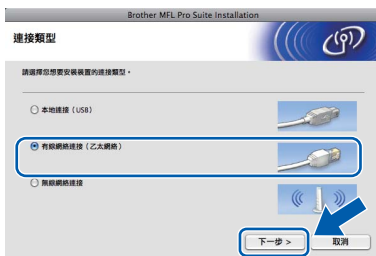 Brother MFL Pro Suite Installation
連接類型
請選擇您想要安裝裝置的連接類型。
本地連接（USB）
有線網絡連接（乙太網絡）
無線網絡連接
下一步 >
取消